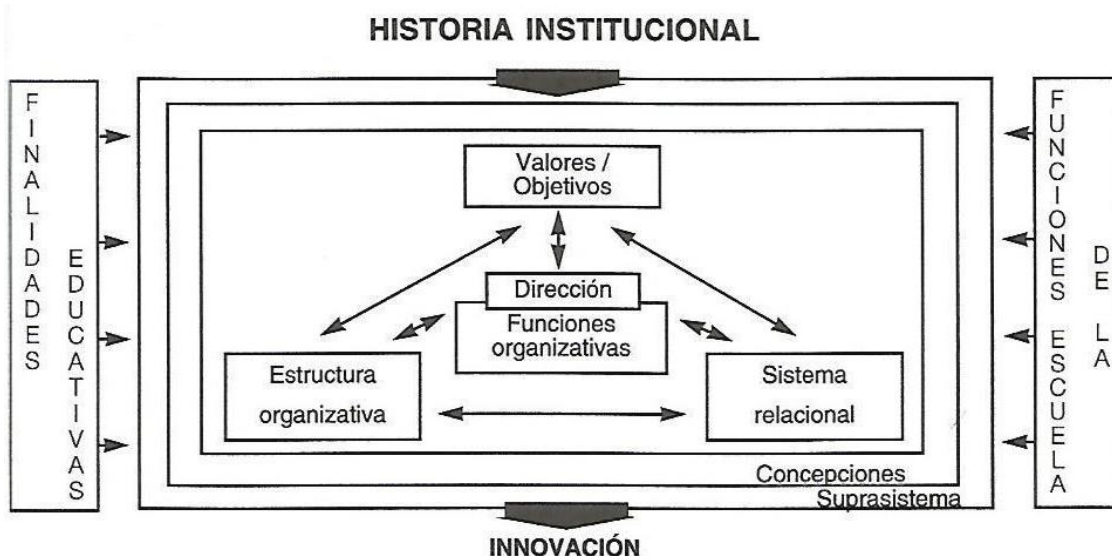 HISTORIA INSTITUCIONAL
FINALIDADES
EDUCATIVAS
Valores /
Objetivos
Dirección
Funciones
organizativas
Estructura
organizativa
Sistema
relacional
Concepciones
Suprasistema
FUNCIONES ESCUELA
DE LA
INNOVACIÓN